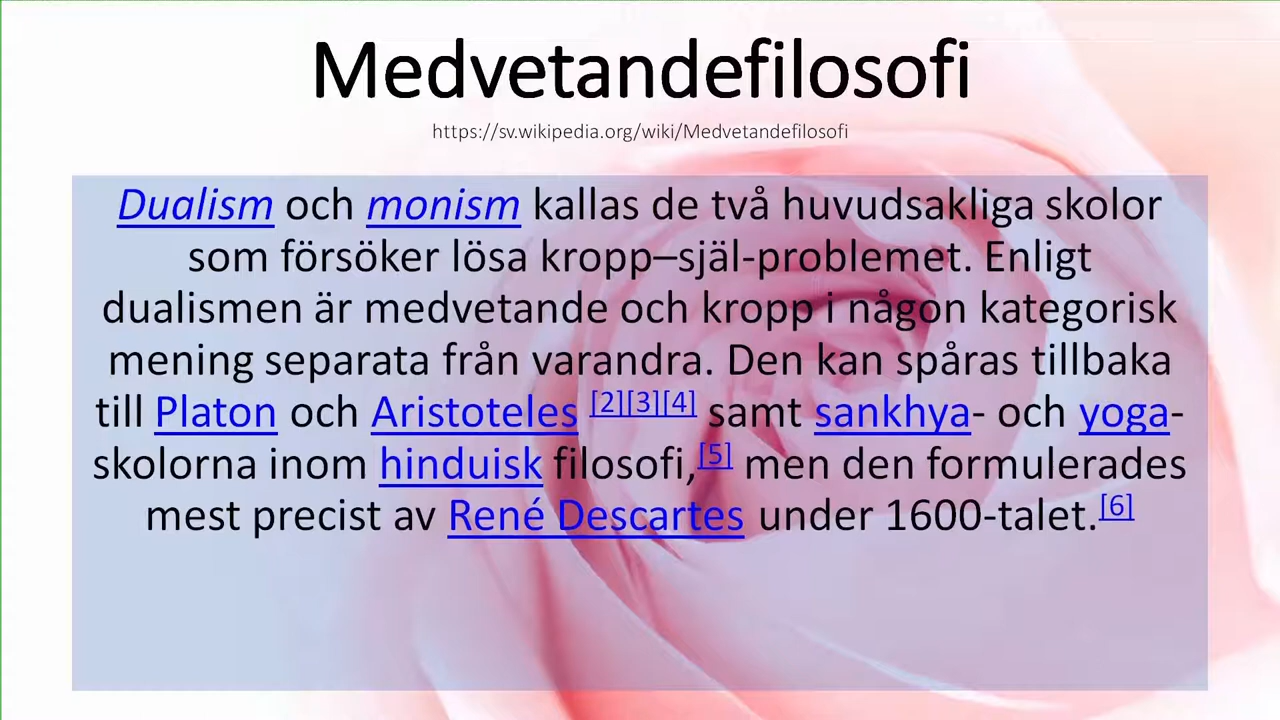 Medvetandefilosofi
https://sv.wikipedia.org/wiki/Medvetandefilosofi
Dualism och monism kallas de två huvudsakliga skolor
som försöker lösa kropp–själ-problemet. Enligt
dualismen är medvetande och kropp i någon kategorisk
mening separata från varandra. Den kan spåras tillbaka
till Platon och Aristoteles [2][3][4] samt sankhya- och yoga-
skolorna inom hinduisk filosofi,[5] men den formulerades
mest precist av René Descartes under 1600-talet.[6]